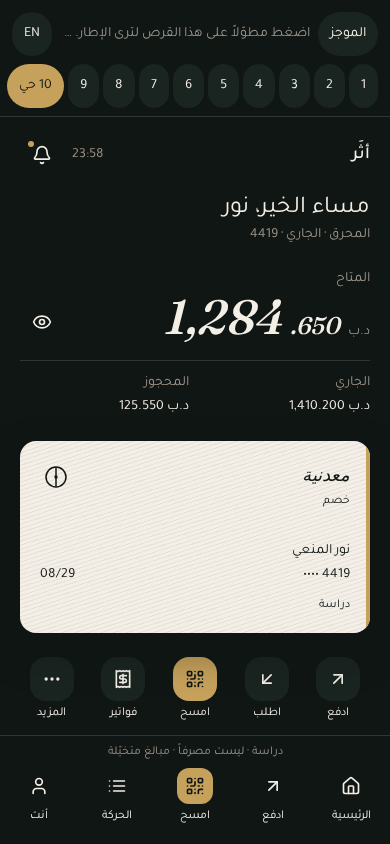 الموجز
اضغط مطوّلاً على هذا القرص لترى الإطار. ...
EN
1 2 3 4 5 6 7 8 9 10 حي
أثَر
23:58
مساء الخير، نور
المحرق · الجاري · 4419
المتاح
د.ب 1,284.650
الجاري
المحجوز
د.ب 1,410.200
د.ب 125.550
معدنية
خصم
نور المنعي
•••• 4419
08/29
دراسة
ادفع
اطلب
امسح
فواتير
المزيد
دراسة · ليست مصرفاً · مبالغ متخيّلة
الرئيسية
ادفع
امسح
الحركة
أنت